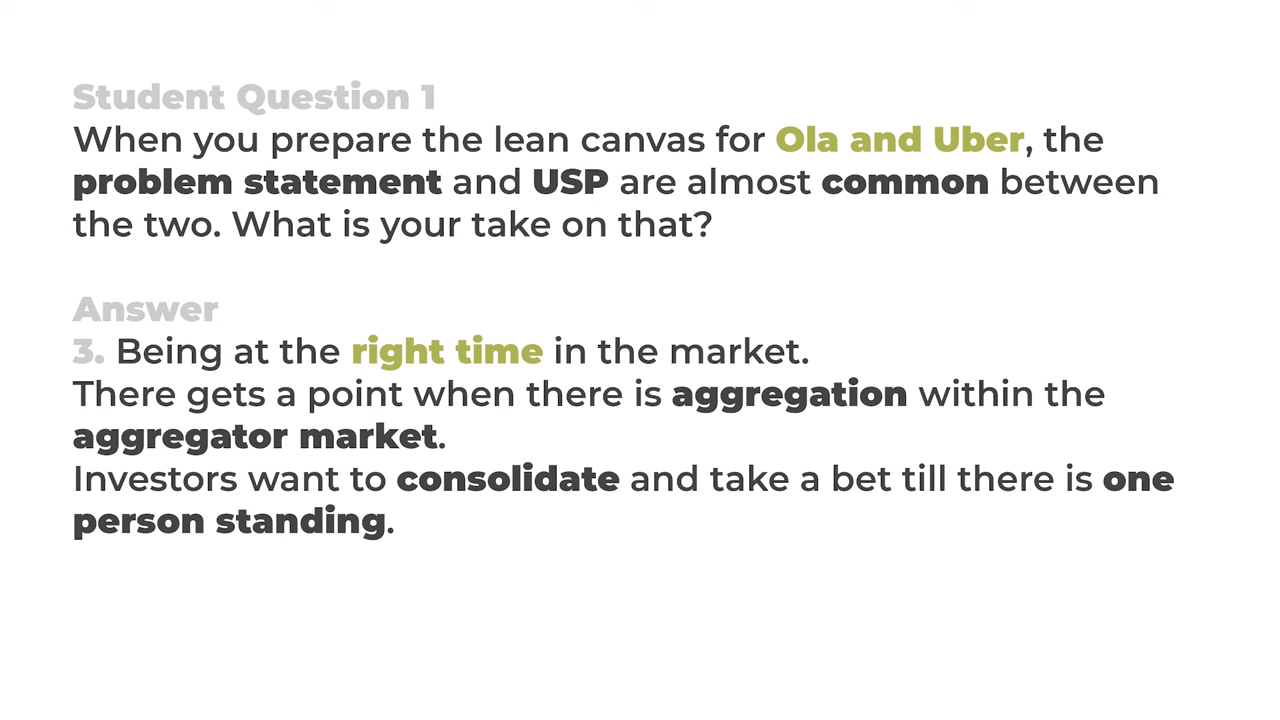 Student Question 1
When you prepare the lean canvas for Ola and Uber, the
problem statement and USP are almost common between
the two. What is your take on that?
Answer
3. Being at the right time in the market.
There gets a point when there is aggregation within the
aggregator market.
Investors want to consolidate and take a bet till there is one
person standing.